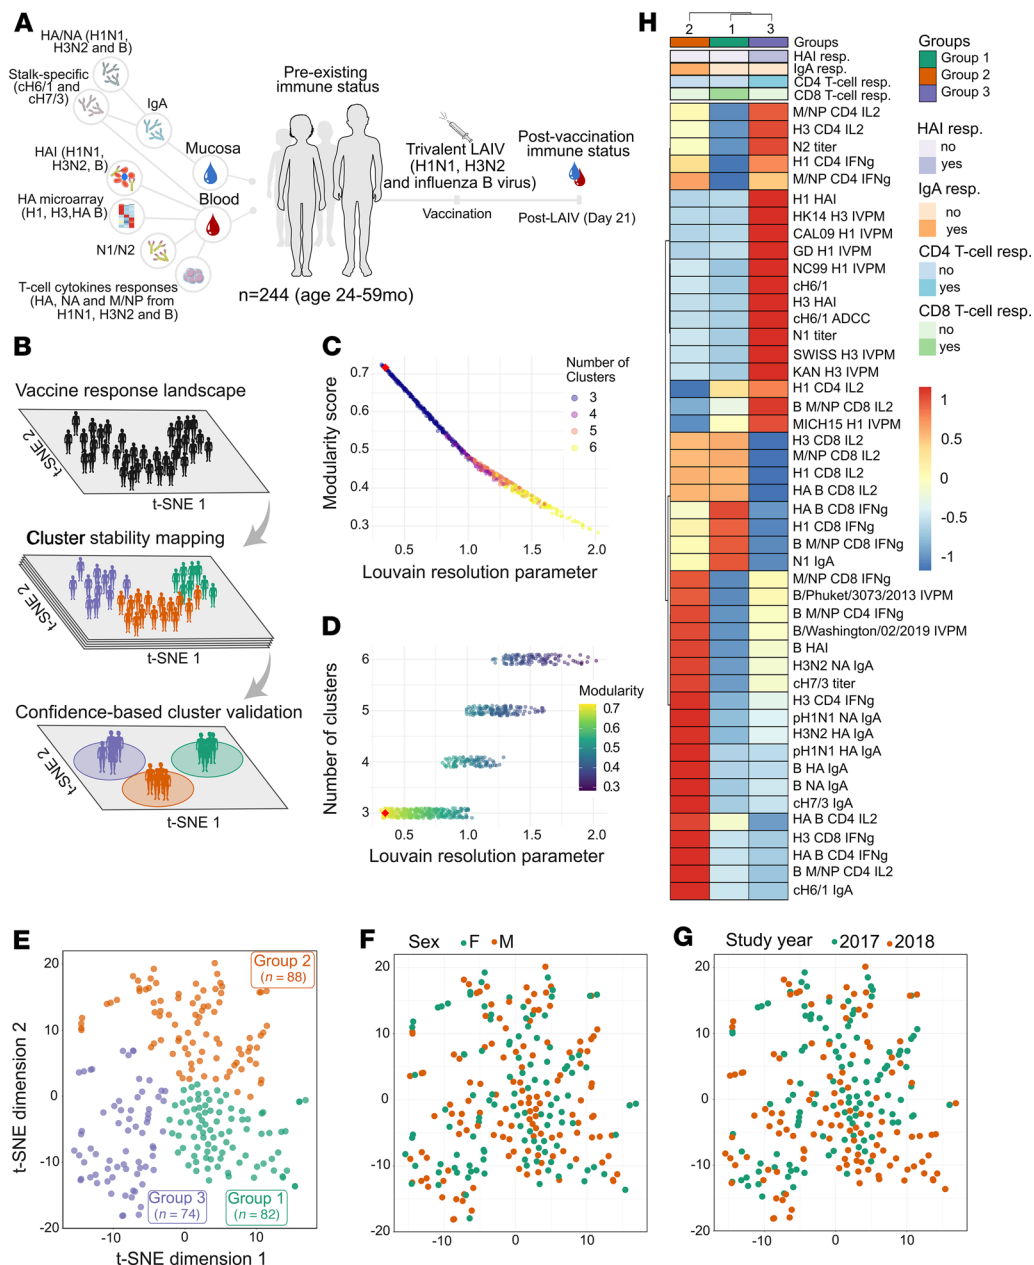 A
HA/NA (H1N1,
H3N2 and B)
Stalk-specific
(cH6/1 and
cH7/3)
IgA
HAI (H1N1,
H3N2, B)
Mucosa
HA microarray
(H1, H3,HA B)
Blood
N1/N2
T-cell cytokines responses
(HA, NA and M/NP from
H1N1, H3N2 and B)
Pre-existing
immune status
n=244 (age 24-59mo)
Trivalent LAIV
(H1N1, H3N2
and influenza B virus)
Vaccination
Post-vaccination
immune status
Post-LAIV (Day 21)
B
Vaccine response landscape
t-SNE 2
t-SNE 1
Cluster stability mapping
t-SNE 2
t-SNE 1
Confidence-based cluster validation
t-SNE 2
t-SNE 1
C
Modularity score
0.7
0.6
0.5
0.4
0.3
0.5
1.0
1.5
2.0
Louvain resolution parameter
Number of
Clusters
3
4
5
6
D
Number of clusters
6
5
4
3
0.5
1.0
1.5
2.0
Louvain resolution parameter
Modularity
0.7
0.6
0.5
0.4
0.3
E
t-SNE dimension 2
20
10
0
-10
-20
-10
0
10
t-SNE dimension 1
Group 2
(n = 88)
Group 3
(n = 74)
Group 1
(n = 82)
F
Sex
F
M
20
10
0
-10
-20
-10
0
10
G
Study year
2017
2018
20
10
0
-10
-20
-10
0
10
H
2
1
3
Groups
HAI resp.
IgA resp.
CD4 T-cell resp.
CD8 T-cell resp.
M/NP CD4 IL2
H3 CD4 IL2
N2 titer
H1 CD4 IFNg
M/NP CD4 IFNg
H1 HAI
HK14 H3 IVPM
CAL09 H1 IVPM
GD H1 IVPM
NC99 H1 IVPM
cH6/1
H3 HAI
cH6/1 ADCC
N1 titer
SWISS H3 IVPM
KAN H3 IVPM
H1 CD4 IL2
B M/NP CD8 IL2
MICH15 H1 IVPM
H3 CD8 IL2
M/NP CD8 IL2
H1 CD8 IL2
HA B CD8 IL2
HA B CD8 IFNg
H1 CD8 IFNg
B M/NP CD8 IFNg
N1 IgA
M/NP CD8 IFNg
B/Phuket/3073/2013 IVPM
B M/NP CD4 IFNg
B/Washington/02/2019 IVPM
B HAI
H3N2 NA IgA
cH7/3 titer
H3 CD4 IFNg
pH1N1 NA IgA
H3N2 HA IgA
pH1N1 HA IgA
B HA IgA
B NA IgA
cH7/3 IgA
HA B CD4 IL2
H3 CD8 IFNg
HA B CD4 IFNg
B M/NP CD4 IL2
cH6/1 IgA
Groups
Group 1
Group 2
Group 3
HAI resp.
no
yes
IgA resp.
no
yes
CD4 T-cell resp.
no
yes
CD8 T-cell resp.
no
yes
1
0.5
0
-0.5
-1